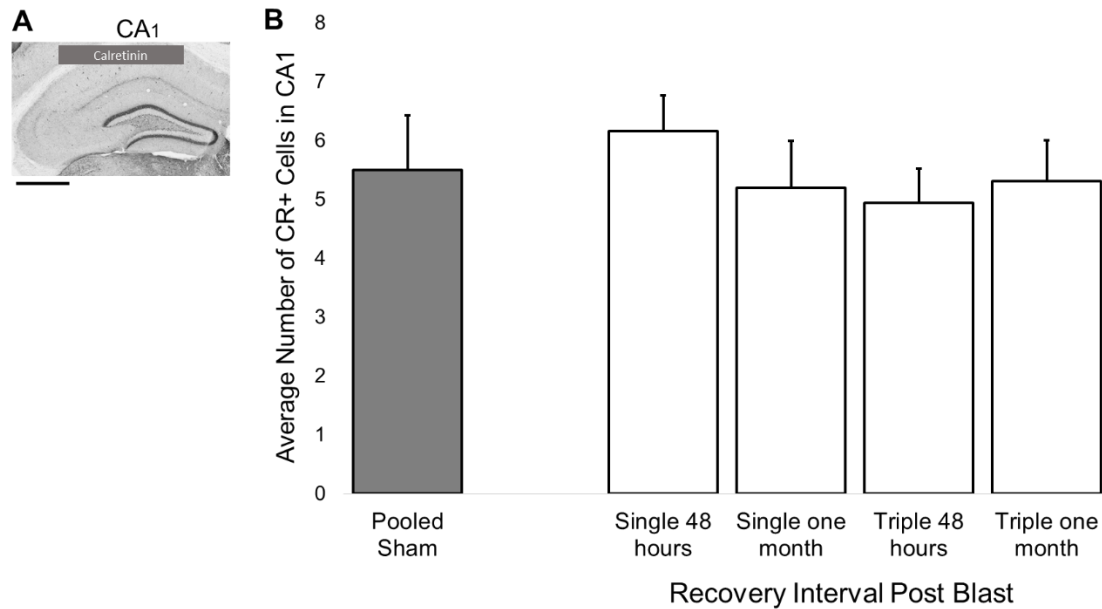 A
CA1
Calretinin
B
Average Number of CR+ Cells in CA1
8
7
6
5
4
3
2
1
0
Pooled
Sham
Single 48
hours
Single one
month
Triple 48
hours
Triple one
month
Recovery Interval Post Blast